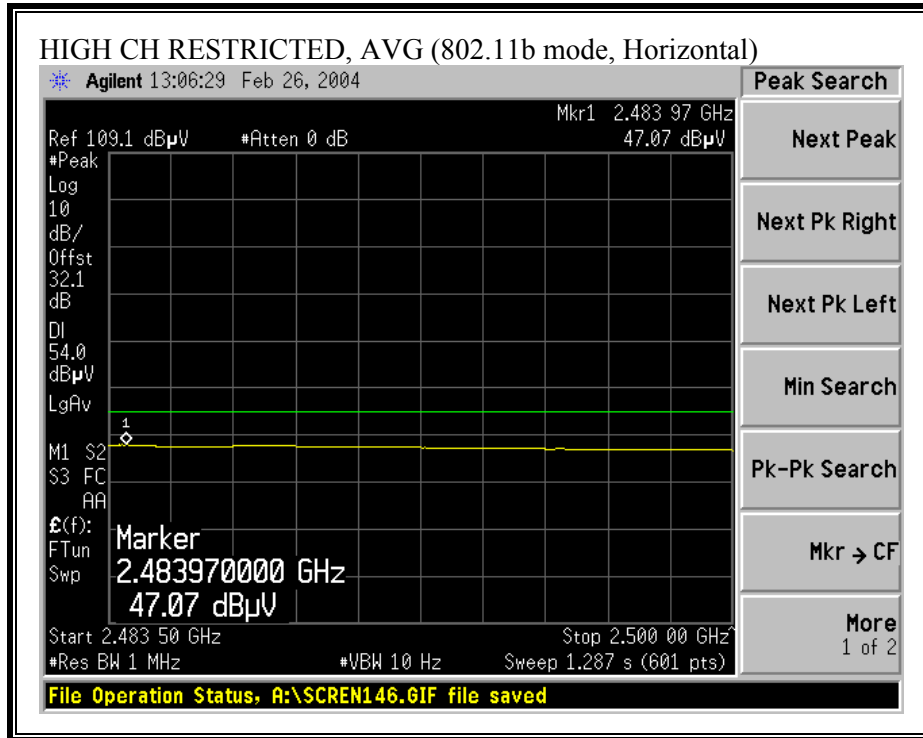 HIGH CH RESTRICTED, AVG (802.11b mode, Horizontal)
Agilent 13:06:29 Feb 26, 2004
Peak Search
Mkr1 2.483 97 GHz
Ref 109.1 dBµV #Atten 0 dB 47.07 dBµV
#Peak
Log
10
dB/
Offst
32.1
dB
DI
54.0
dBµV
LgAv
1
M1 S2
S3 FC
AA
£(f):
FTun
Swp
Marker
2.483970000 GHz
47.07 dBµV
Start 2.483 50 GHz Stop 2.500 00 GHz^
#Res BW 1 MHz #VBW 10 Hz Sweep 1.287 s (601 pts)
Next Peak
Next Pk Right
Next Pk Left
Min Search
Pk-Pk Search
Mkr → CF
More
1 of 2
File Operation Status, A:\SCREN146.GIF file saved